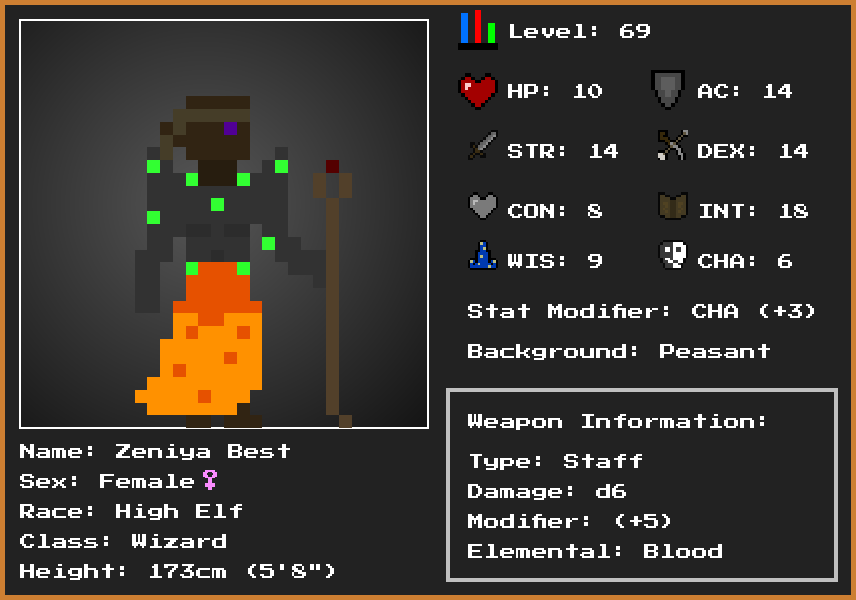 Level: 69
HP: 10 AC: 14
STR: 14 DEX: 14
CON: 8 INT: 18
WIS: 9 CHA: 6
Stat Modifier: CHA (+3)
Background: Peasant
Weapon Information:
Type: Staff
Damage: d6
Modifier: (+5)
Elemental: Blood
Name: Zeniya Best
Sex: Female♀
Race: High Elf
Class: Wizard
Height: 173cm (5'8")